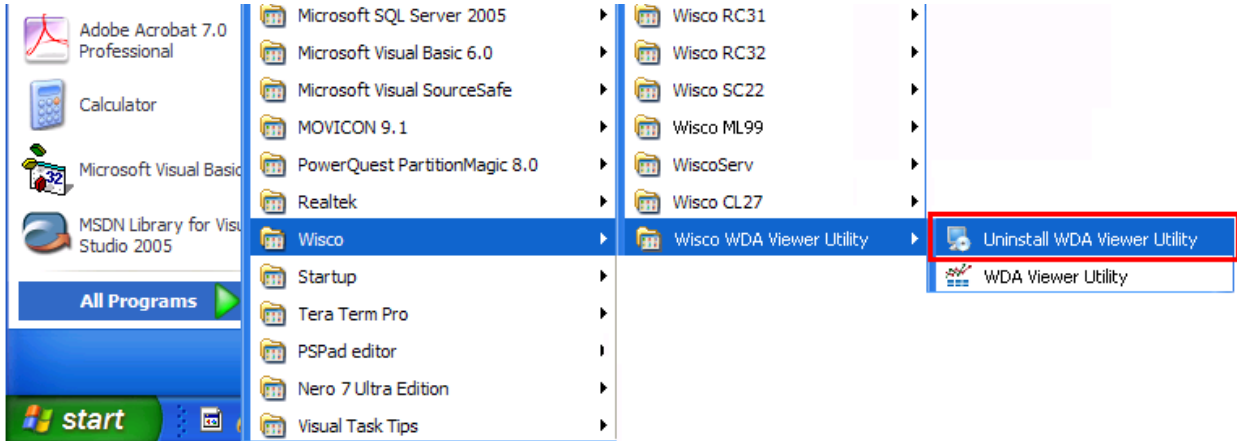 Adobe Acrobat 7.0
Professional
Calculator
Microsoft Visual Basic
MSDN Library for Visu
Studio 2005
All Programs
start
Microsoft SQL Server 2005
Microsoft Visual Basic 6.0
Microsoft Visual SourceSafe
MOVICON 9.1
PowerQuest PartitionMagic 8.0
Realtek
Wisco
Startup
Tera Term Pro
PSPad editor
Nero 7 Ultra Edition
Visual Task Tips
Wisco RC31
Wisco RC32
Wisco SC22
Wisco ML99
WiscoServ
Wisco CL27
Wisco WDA Viewer Utility
Uninstall WDA Viewer Utility
WDA Viewer Utility